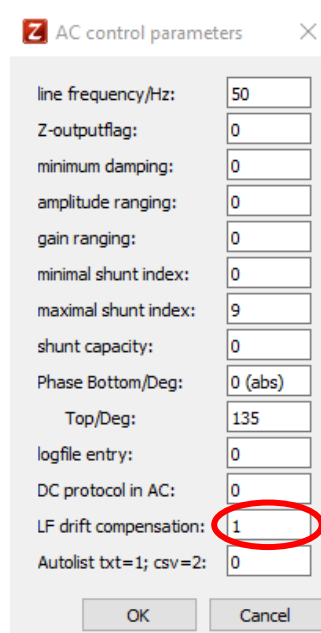 Z AC control parameters
line frequency/Hz: 50
Z-outputflag: 0
minimum damping: 0
amplitude ranging: 0
gain ranging: 0
minimal shunt index: 0
maximal shunt index: 9
shunt capacity: 0
Phase Bottom/Deg: 0 (abs)
Top/Deg: 135
logfile entry: 0
DC protocol in AC: 0
LF drift compensation: 1
Autolist txt=1; csv=2: 0
OK Cancel